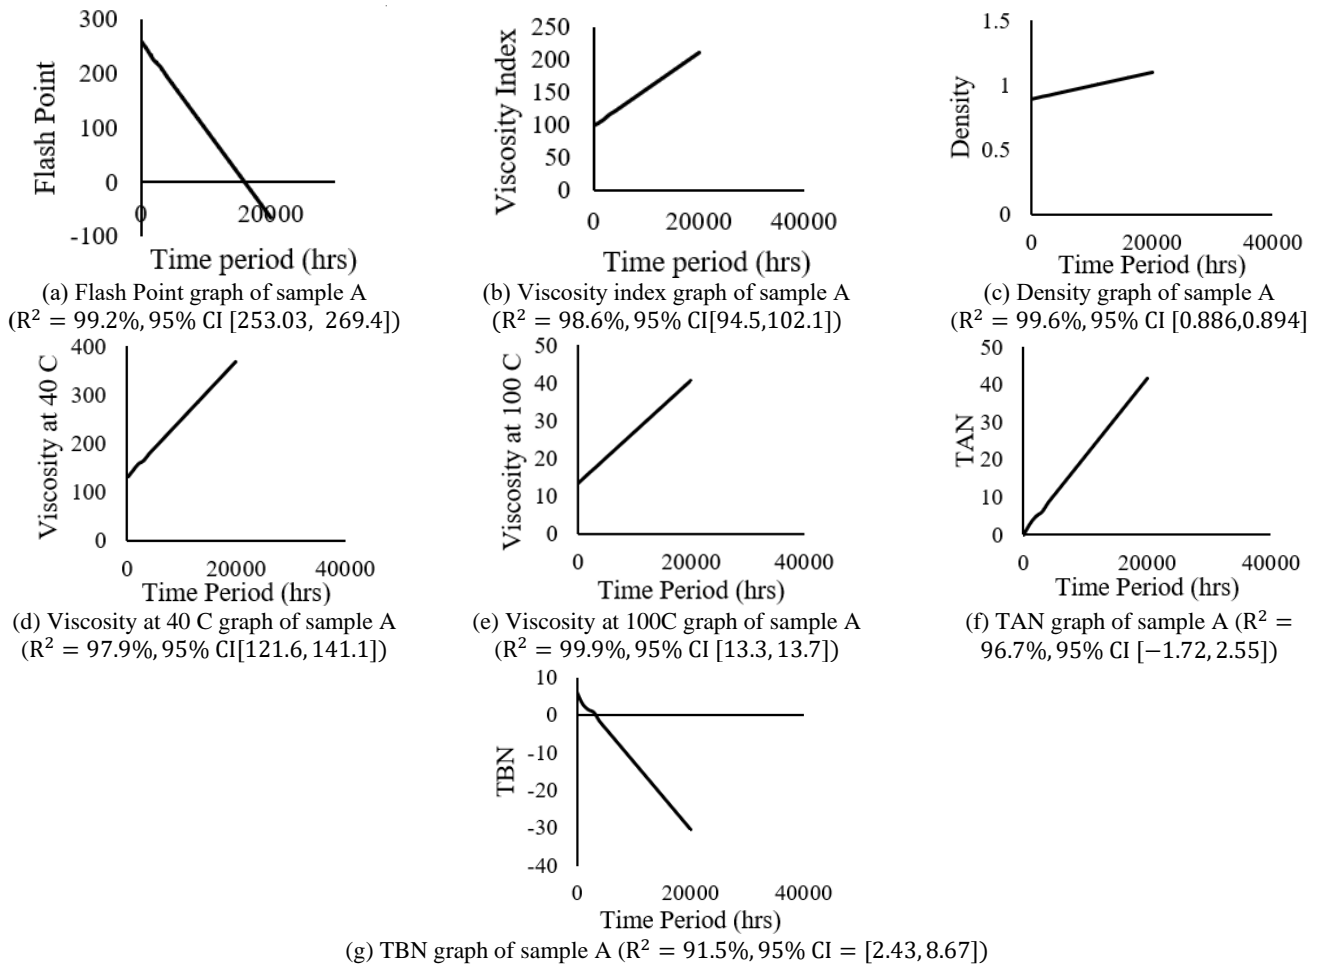 300
200
100
0
-100
Flash Point
0 20000
Time period (hrs)
(a) Flash Point graph of sample A
(R² = 99.2%, 95% CI [253.03, 269.4])
250
200
150
100
50
0
Viscosity Index
0 20000 40000
Time period (hrs)
(b) Viscosity index graph of sample A
(R² = 98.6%, 95% CI[94.5,102.1])
1.5
1
0.5
0
Density
0 20000 40000
Time Period (hrs)
(c) Density graph of sample A
(R² = 99.6%, 95% CI [0.886,0.894]
400
300
200
100
0
Viscosity at 40 C
0 20000 40000
Time Period (hrs)
(d) Viscosity at 40 C graph of sample A
(R² = 97.9%, 95% CI[121.6, 141.1])
50
40
30
20
10
0
Viscosity at 100 C
0 20000 40000
Time Period (hrs)
(e) Viscosity at 100C graph of sample A
(R² = 99.9%, 95% CI [13.3, 13.7])
50
40
30
20
10
0
TAN
0 20000 40000
Time Period (hrs)
(f) TAN graph of sample A (R² =
96.7%, 95% CI [−1.72, 2.55])
10
0
-10
-20
-30
-40
TBN
0 20000 40000
Time Period (hrs)
(g) TBN graph of sample A (R² = 91.5%, 95% CI = [2.43, 8.67])